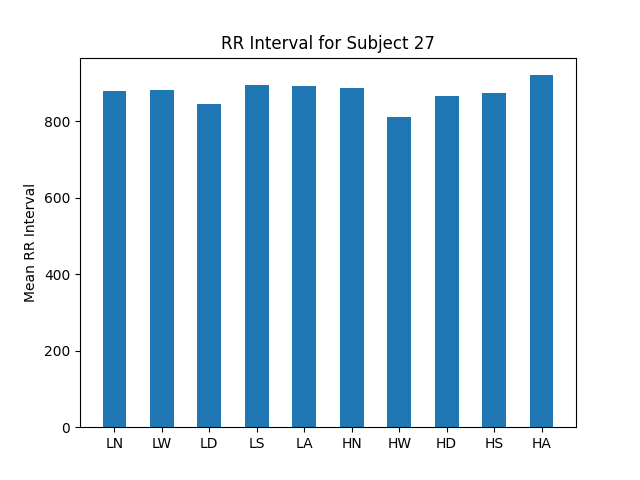 RR Interval for Subject 27
Mean RR Interval
800
600
400
200
0
LN LW LD LS LA HN HW HD HS HA